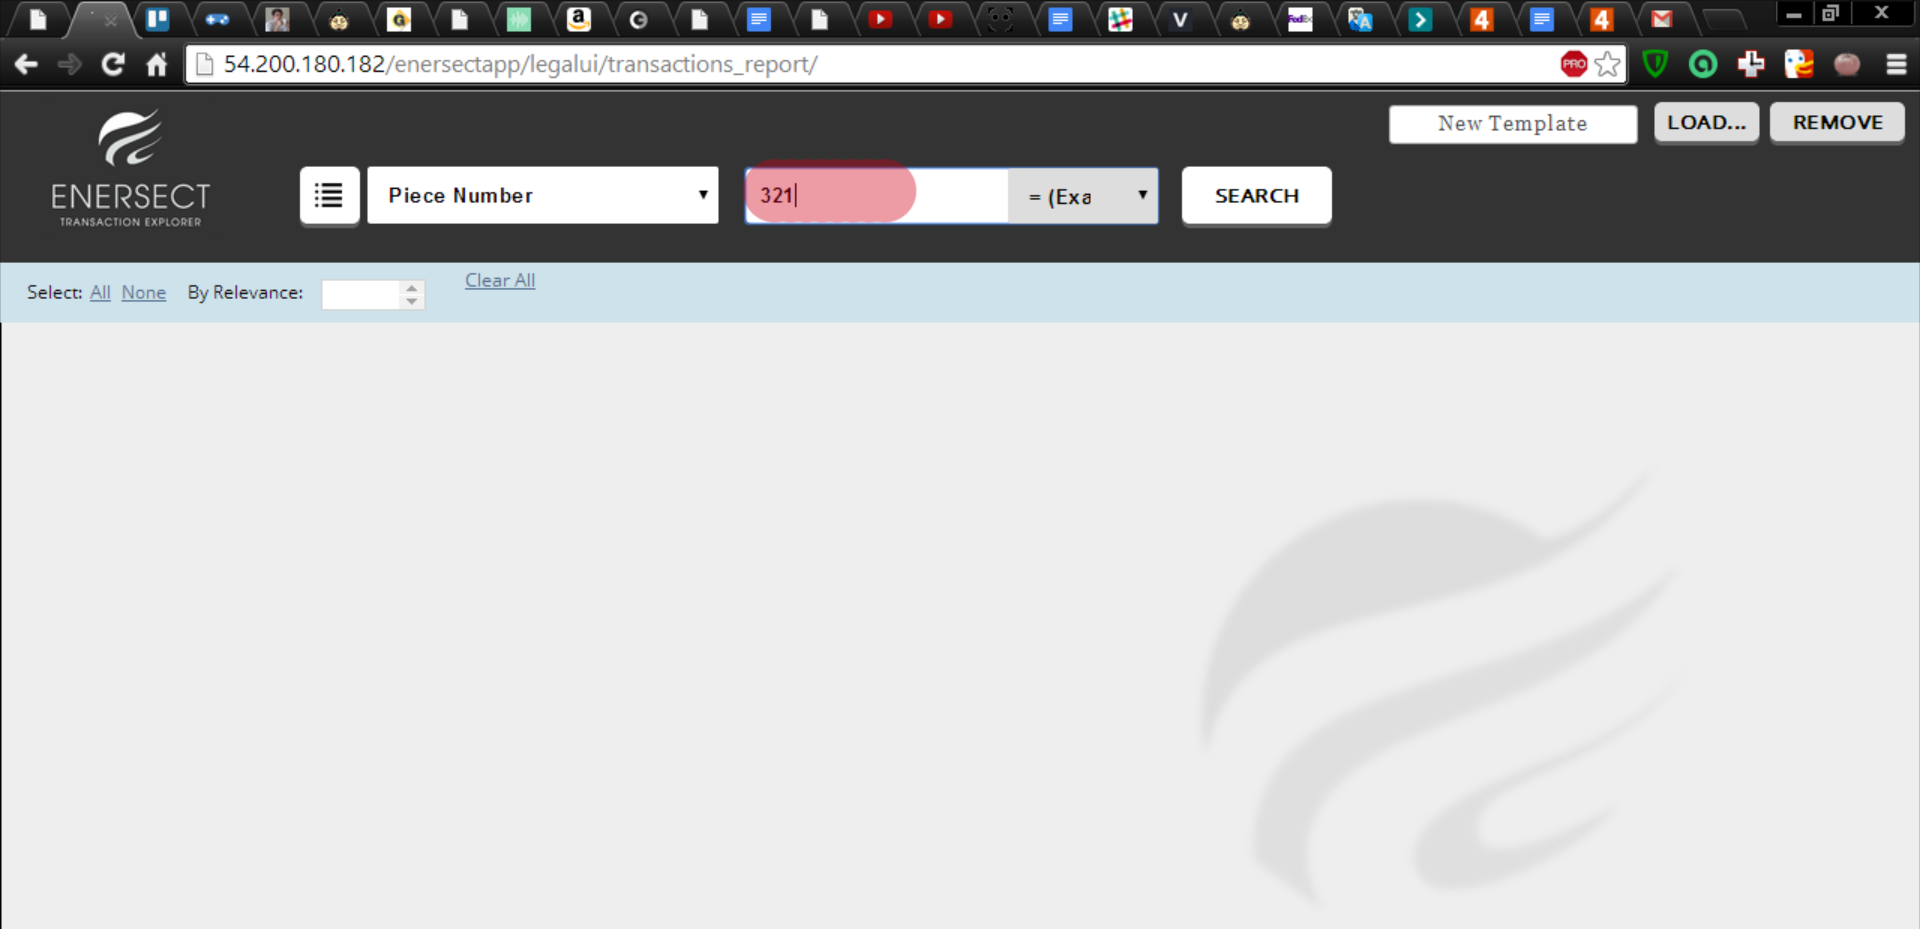 54.200.180.182/enersectapp/legalui/transactions_report/
PRO
New Template
LOAD...
REMOVE
ENERSECT
TRANSACTION EXPLORER
Piece Number
321
= (Exa
SEARCH
Select: All None By Relevance:
Clear All